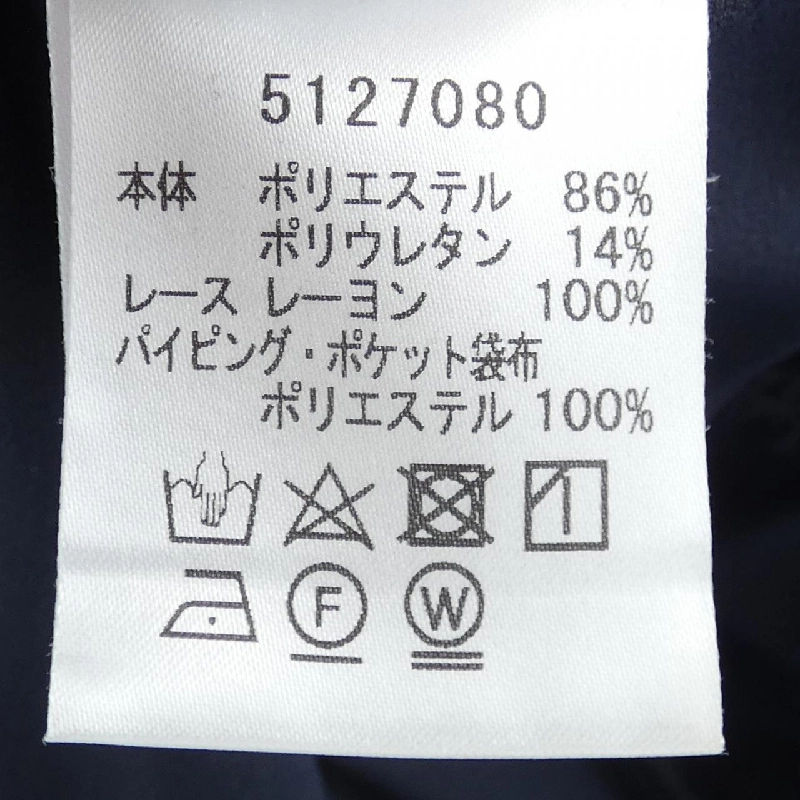 5127080
本体 ポリエステル 86%
ポリウレタン 14%
レース レーヨン 100%
パイピング・ポケット袋布
ポリエステル 100%
F W